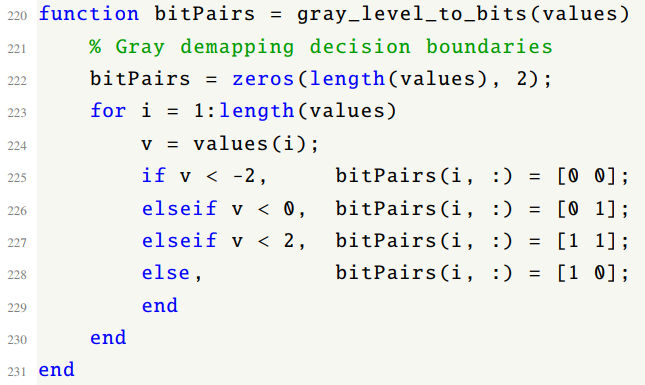 220 function bitPairs = gray_level_to_bits(values)
221     % Gray demapping decision boundaries
222     bitPairs = zeros(length(values), 2);
223     for i = 1:length(values)
224         v = values(i);
225         if v < -2,      bitPairs(i, :) = [0 0];
226         elseif v < 0,  bitPairs(i, :) = [0 1];
227         elseif v < 2,  bitPairs(i, :) = [1 1];
228         else,          bitPairs(i, :) = [1 0];
229         end
230     end
231 end